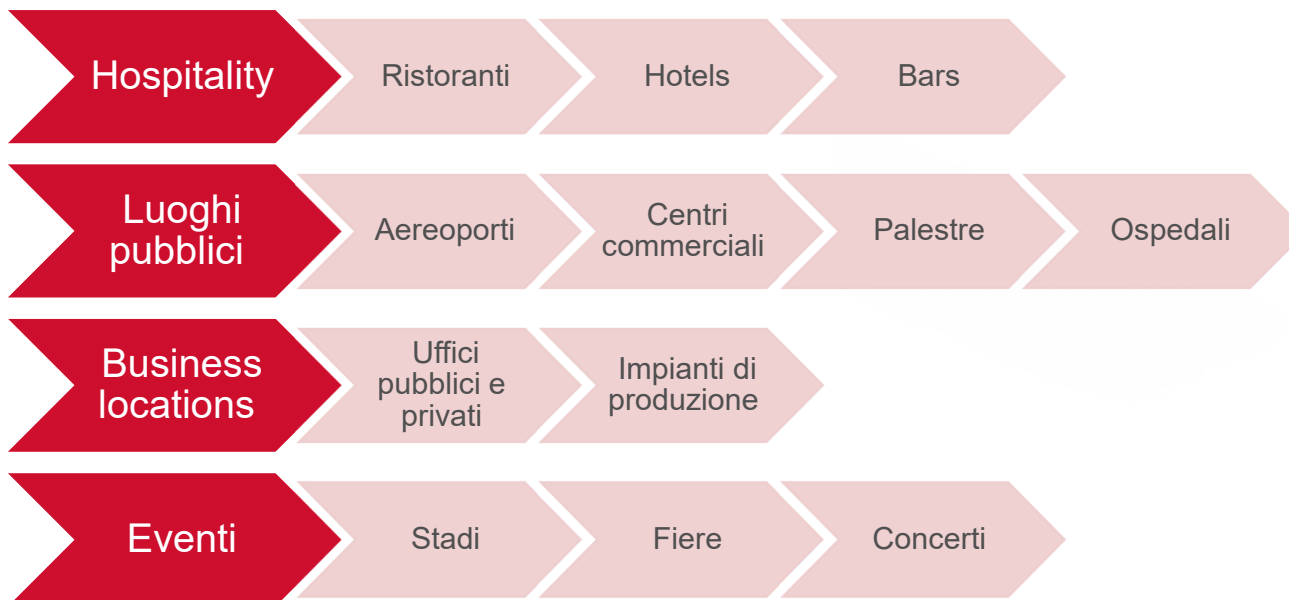 Hospitality
Ristoranti
Hotels
Bars
Luoghi
pubblici
Aereoporti
Centri
commerciali
Palestre
Ospedali
Business
locations
Uffici
pubblici e
privati
Impianti di
produzione
Eventi
Stadi
Fiere
Concerti